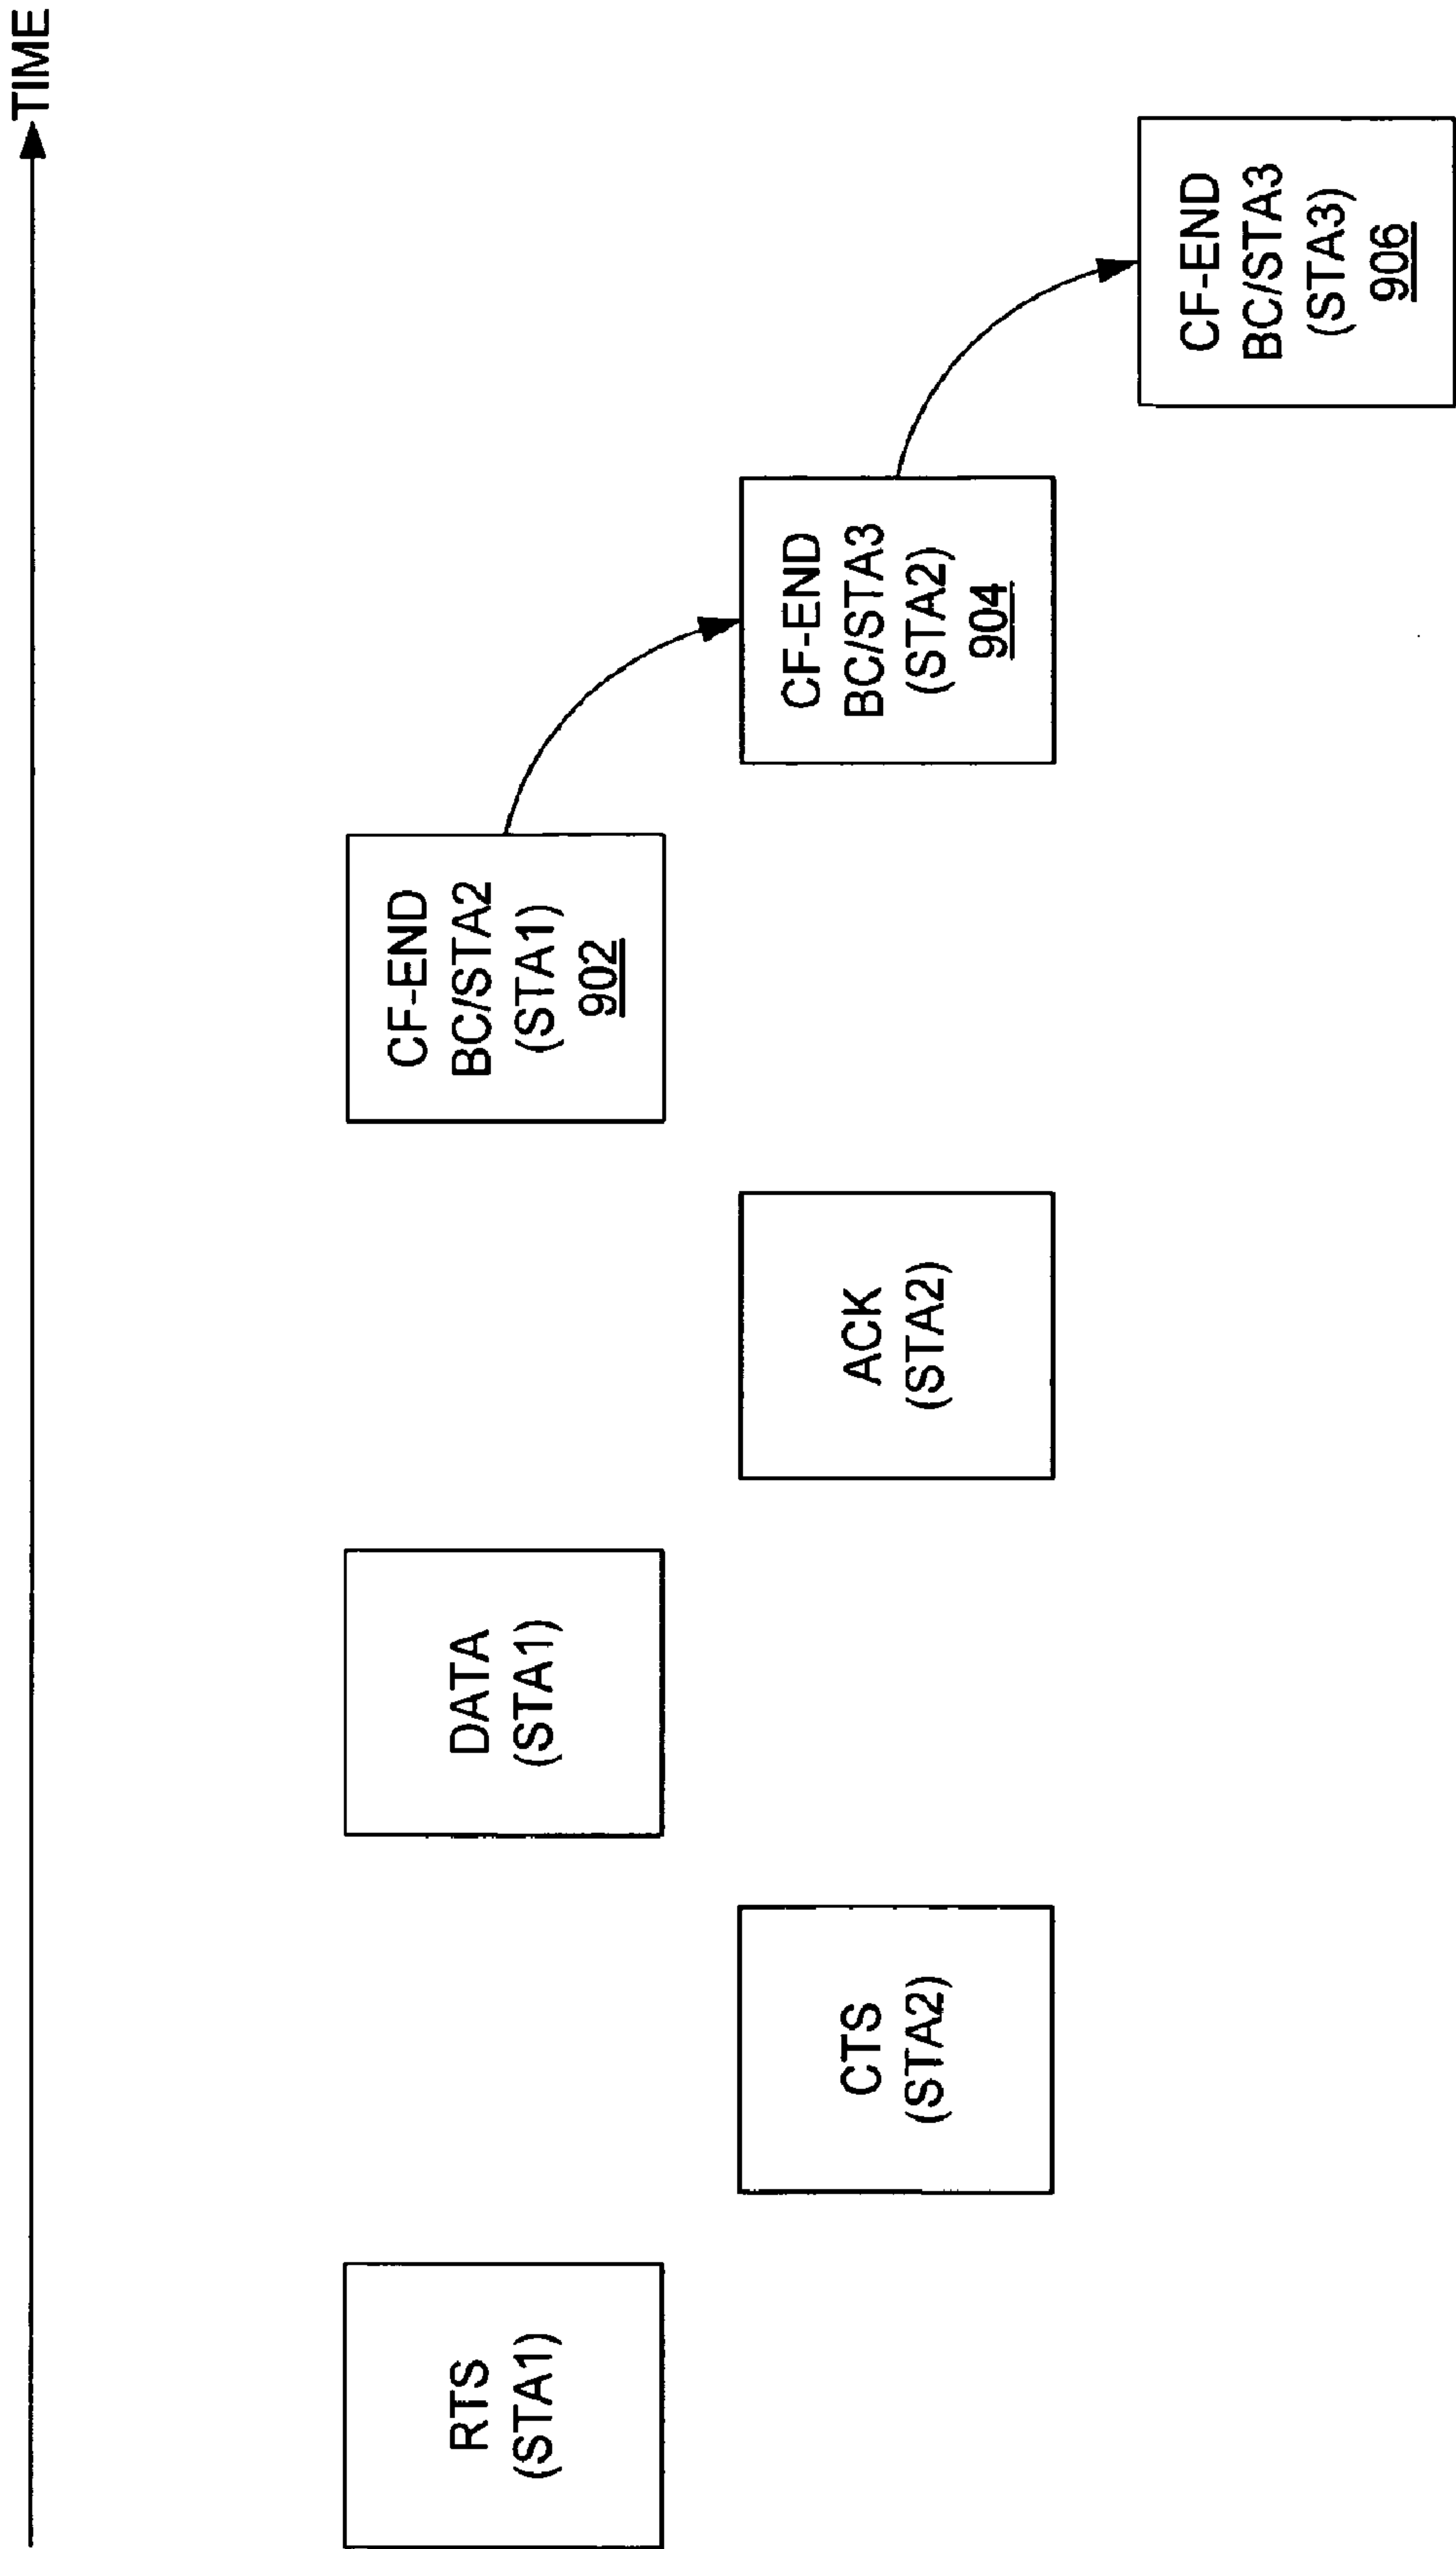 TIME
RTS
(STA1)
CTS
(STA2)
DATA
(STA1)
ACK
(STA2)
CF-END
BC/STA2
(STA1)
902
CF-END
BC/STA3
(STA2)
904
CF-END
BC/STA3
(STA3)
906